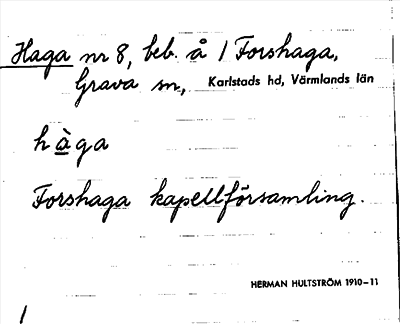 Haga nr 8, beb. å 1 Forshaga,
Grava sn, Karlstads hd, Värmlands län
hàga
Forshaga kapellförsamling.
HERMAN HULTSTRÖM 1910-11
1